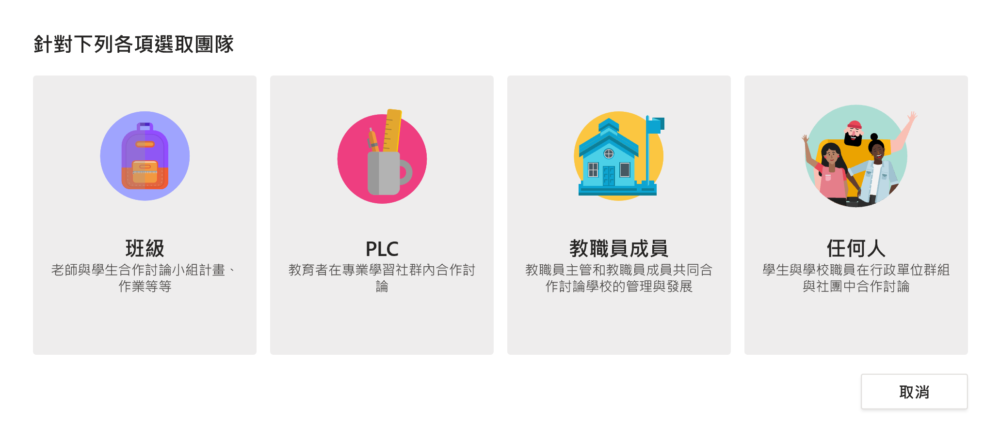 針對下列各項選取團隊
班級
老師與學生合作討論小組計畫、
作業等等
PLC
教育者在專業學習社群內合作討
論
教職員成員
教職員主管和教職員成員共同合
作討論學校的管理與發展
任何人
學生與學校職員在行政單位群組
與社團中合作討論
取消